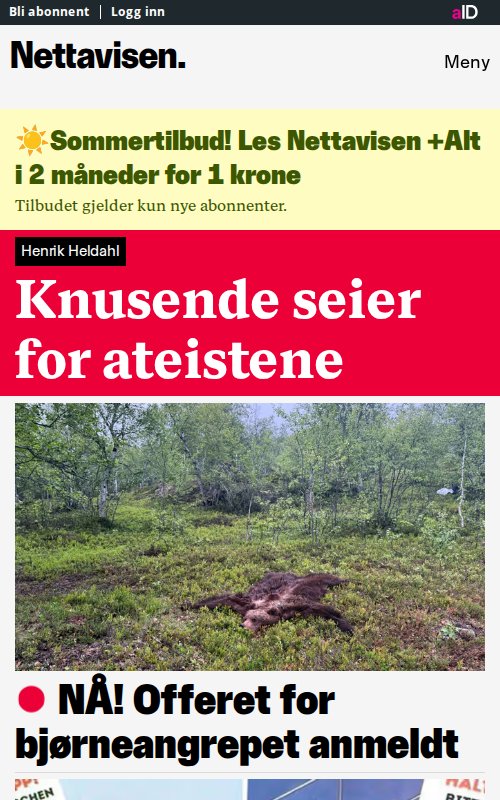 Bli abonnent
Logg inn
aID
Nettavisen.
Meny
☀️Sommertilbud! Les Nettavisen +Alt
i 2 måneder for 1 krone
Tilbudet gjelder kun nye abonnenter.
Henrik Heldahl
Knusende seier
for ateistene
NÅ! Offeret for
bjørneangrepet anmeldt